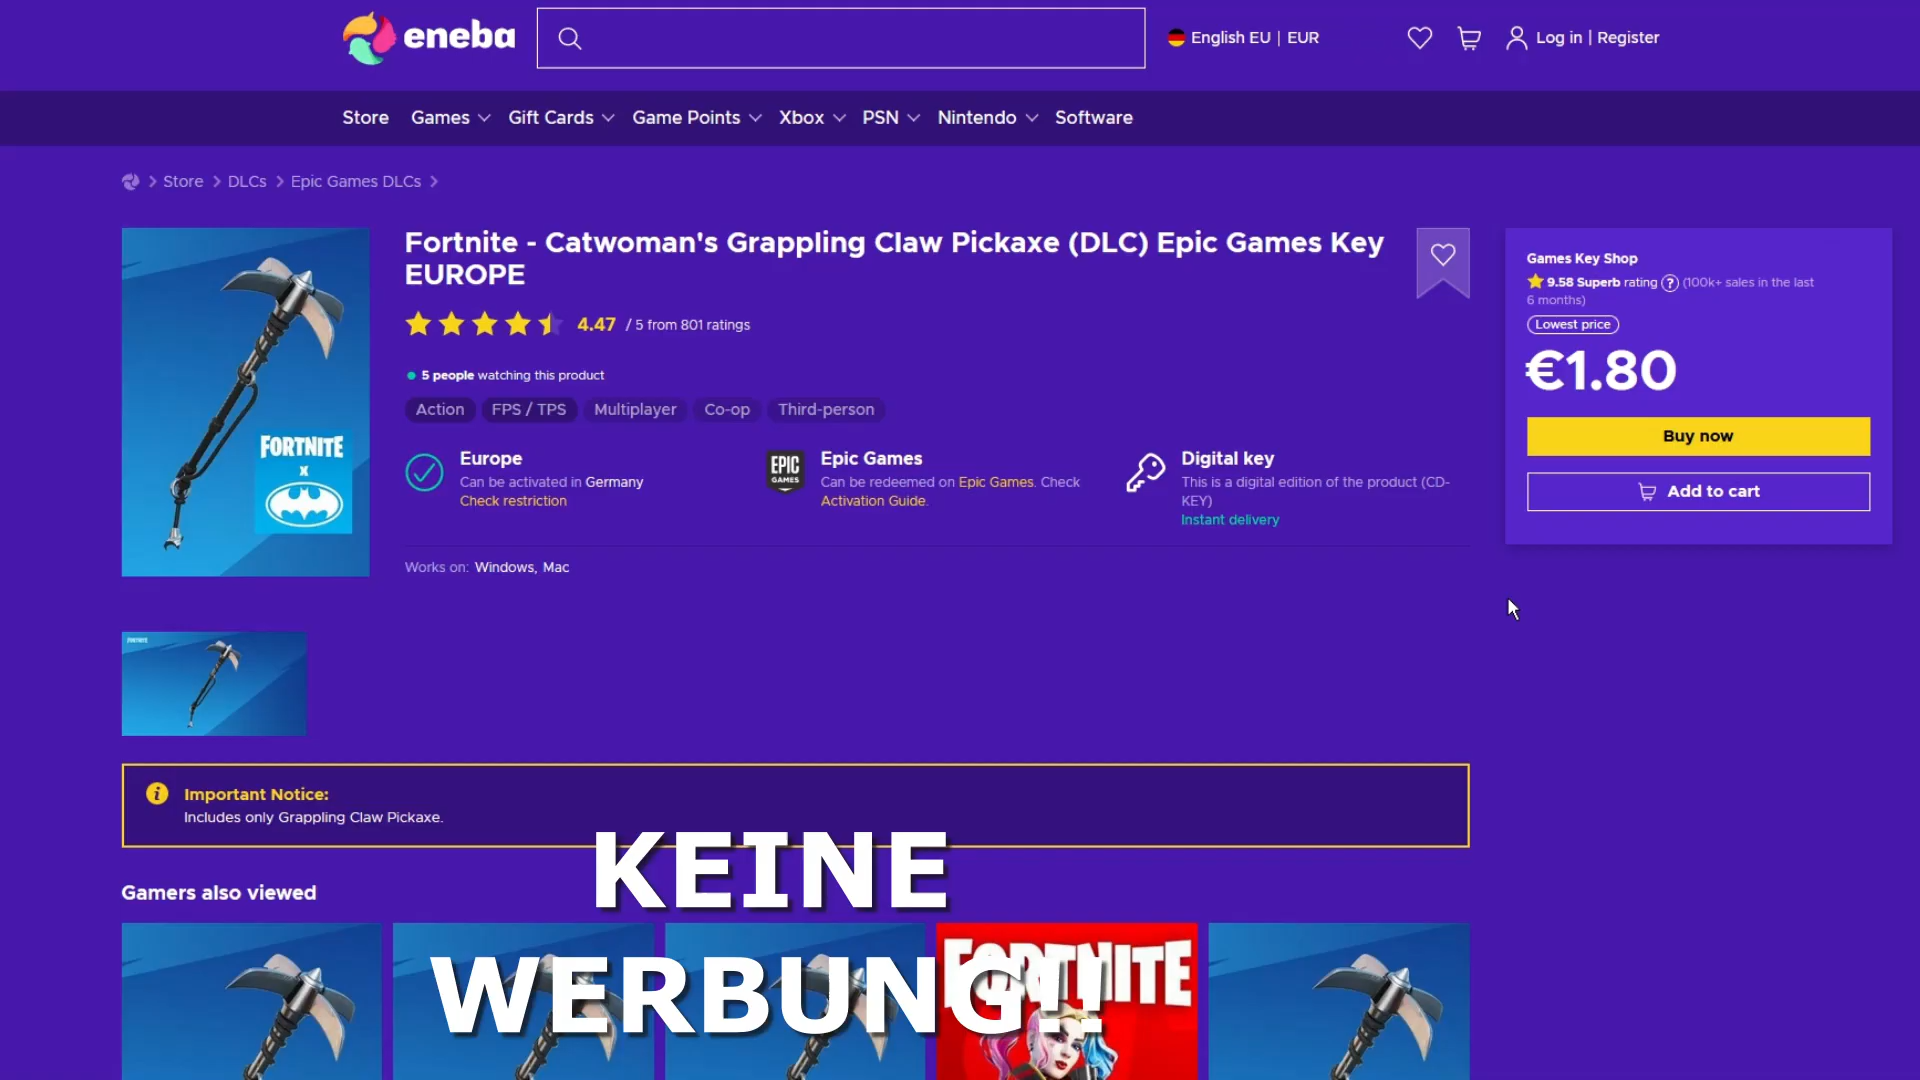 eneba
English EU | EUR
Log in | Register
Store Games Gift Cards Game Points Xbox PSN Nintendo Software
Store DLCs Epic Games DLCs
Fortnite - Catwoman's Grappling Claw Pickaxe (DLC) Epic Games Key
EUROPE
4.47 / 5 from 801 ratings
5 people watching this product
Action FPS / TPS Multiplayer Co-op Third-person
Europe
Can be activated in Germany
Check restriction
EPIC
GAMES
Epic Games
Can be redeemed on Epic Games. Check
Activation Guide.
Digital key
This is a digital edition of the product (CD-
KEY)
Instant delivery
Works on: Windows, Mac
FORTNITE
X
Games Key Shop
9.58 Superb rating ? (100k+ sales in the last
6 months)
Lowest price
€1.80
Buy now
Add to cart
Important Notice:
Includes only Grappling Claw Pickaxe.
Gamers also viewed
FORTNITE
KEINE
WERBUNG!!